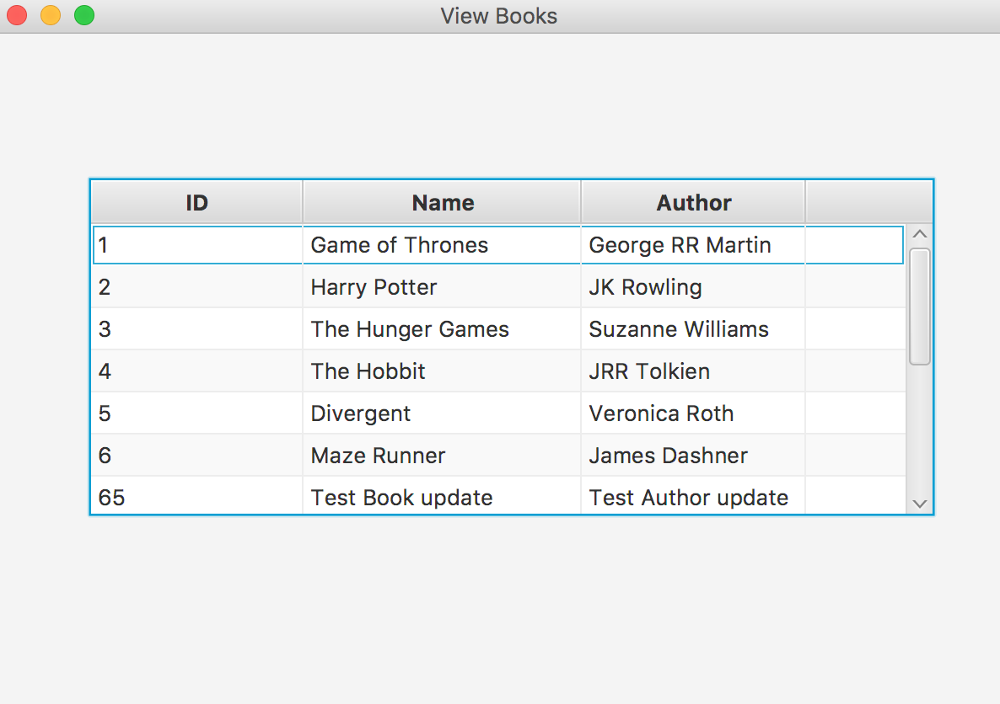 View Books
ID Name Author
1 Game of Thrones George RR Martin
2 Harry Potter JK Rowling
3 The Hunger Games Suzanne Williams
4 The Hobbit JRR Tolkien
5 Divergent Veronica Roth
6 Maze Runner James Dashner
65 Test Book update Test Author update